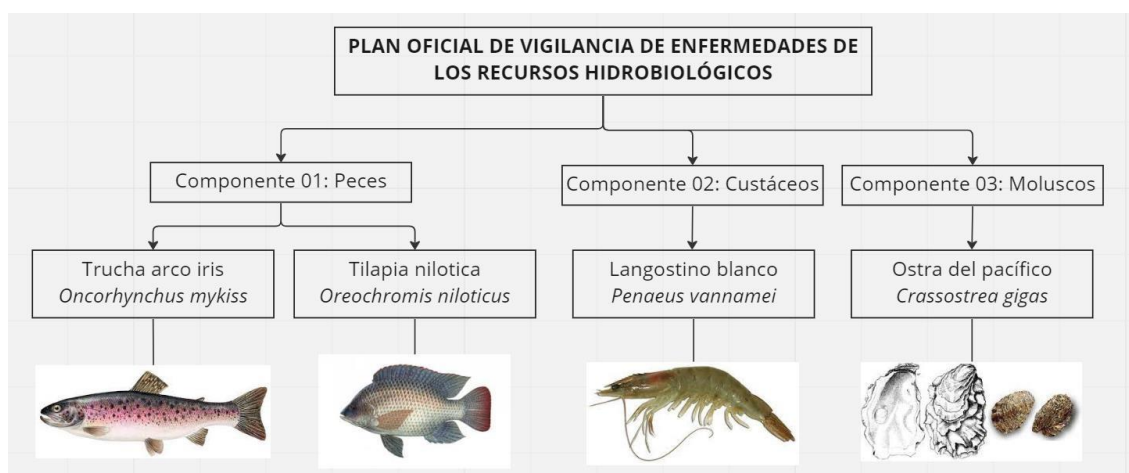 PLAN OFICIAL DE VIGILANCIA DE ENFERMEDADES DE
LOS RECURSOS HIDROBIOLÓGICOS
Componente 01: Peces
Componente 02: Custáceos
Componente 03: Moluscos
Trucha arco iris
Oncorhynchus mykiss
Tilapia nilotica
Oreochromis niloticus
Langostino blanco
Penaeus vannamei
Ostra del pacífico
Crassostrea gigas